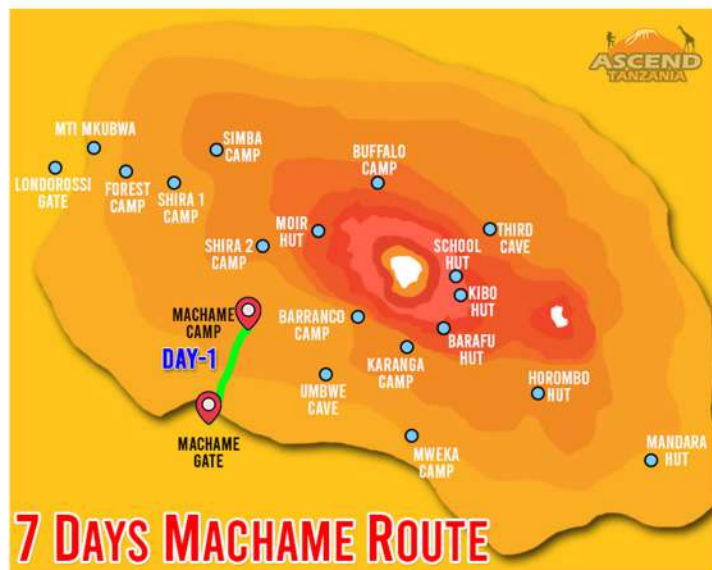 ASCEND
TANZANIA
MTI MKUBWA
SIMBA
CAMP
BUFFALO
CAMP
LONDOROSSI
GATE
FOREST
CAMP
SHIRA 1
CAMP
MOIR
HUT
SHIRA 2
CAMP
THIRD
CAVE
SCHOOL
HUT
KIBO
HUT
MACHAME
CAMP
BARRANCO
CAMP
BARAFU
HUT
DAY-1
KARANGA
CAMP
UMBWE
CAVE
HOROMBO
HUT
MACHAME
GATE
MWEKA
CAMP
MANDARA
HUT
7 DAYS MACHAME ROUTE